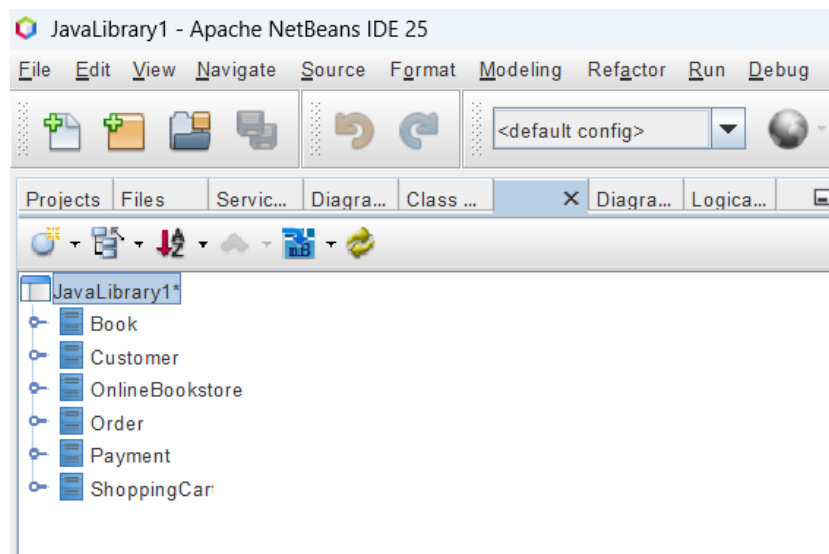 JavaLibrary1 - Apache NetBeans IDE 25
File Edit View Navigate Source Format Modeling Refactor Run Debug
<default config>
Projects Files Servic... Diagra... Class ... Diagra... Logica...
JavaLibrary1*
Book
Customer
OnlineBookstore
Order
Payment
ShoppingCart